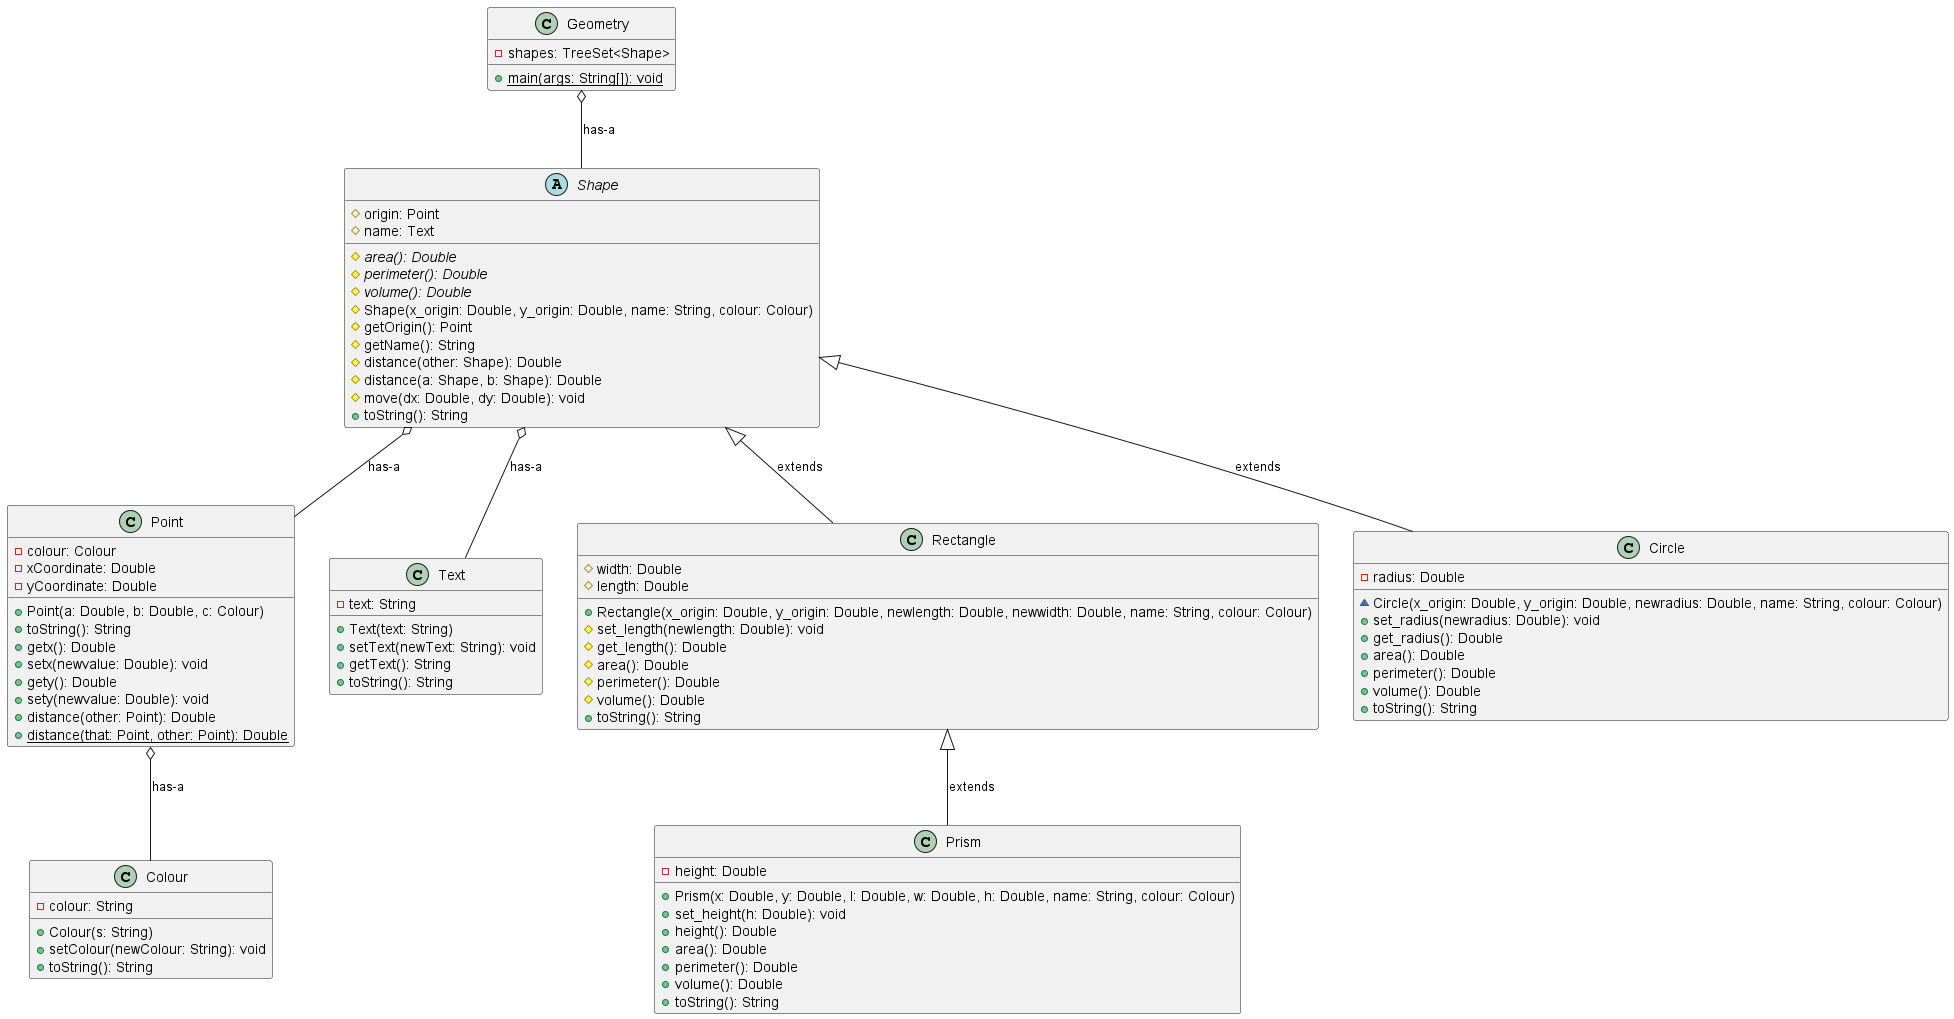 C Geometry
shapes: TreeSet<Shape>
main(args: String[]): void
has-a
A Shape
origin: Point
name: Text
area(): Double
perimeter(): Double
volume(): Double
Shape(x_origin: Double, y_origin: Double, name: String, colour: Colour)
getOrigin(): Point
getName(): String
distance(other: Shape): Double
distance(a: Shape, b: Shape): Double
move(dx: Double, dy: Double): void
toString(): String
has-a
has-a
extends
extends
C Point
colour: Colour
xCoordinate: Double
yCoordinate: Double
Point(a: Double, b: Double, c: Colour)
toString(): String
getx(): Double
setx(newvalue: Double): void
gety(): Double
sety(newvalue: Double): void
distance(other: Point): Double
distance(that: Point, other: Point): Double
C Text
text: String
Text(text: String)
setText(newText: String): void
getText(): String
toString(): String
C Rectangle
width: Double
length: Double
Rectangle(x_origin: Double, y_origin: Double, newlength: Double, newwidth: Double, name: String, colour: Colour)
set_length(newlength: Double): void
get_length(): Double
area(): Double
perimeter(): Double
volume(): Double
toString(): String
C Circle
radius: Double
Circle(x_origin: Double, y_origin: Double, newradius: Double, name: String, colour: Colour)
set_radius(newradius: Double): void
get_radius(): Double
area(): Double
perimeter(): Double
volume(): Double
toString(): String
has-a
extends
C Colour
colour: String
Colour(s: String)
setColour(newColour: String): void
toString(): String
C Prism
height: Double
Prism(x: Double, y: Double, l: Double, w: Double, h: Double, name: String, colour: Colour)
set_height(h: Double): void
height(): Double
area(): Double
perimeter(): Double
volume(): Double
toString(): String